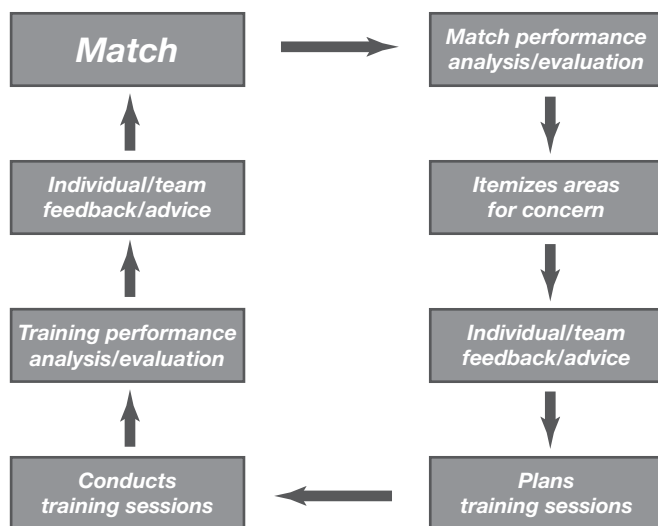 Match
Match performance
analysis/evaluation
Individual/team
feedback/advice
Itemizes areas
for concern
Training performance
analysis/evaluation
Individual/team
feedback/advice
Conducts
training sessions
Plans
training sessions